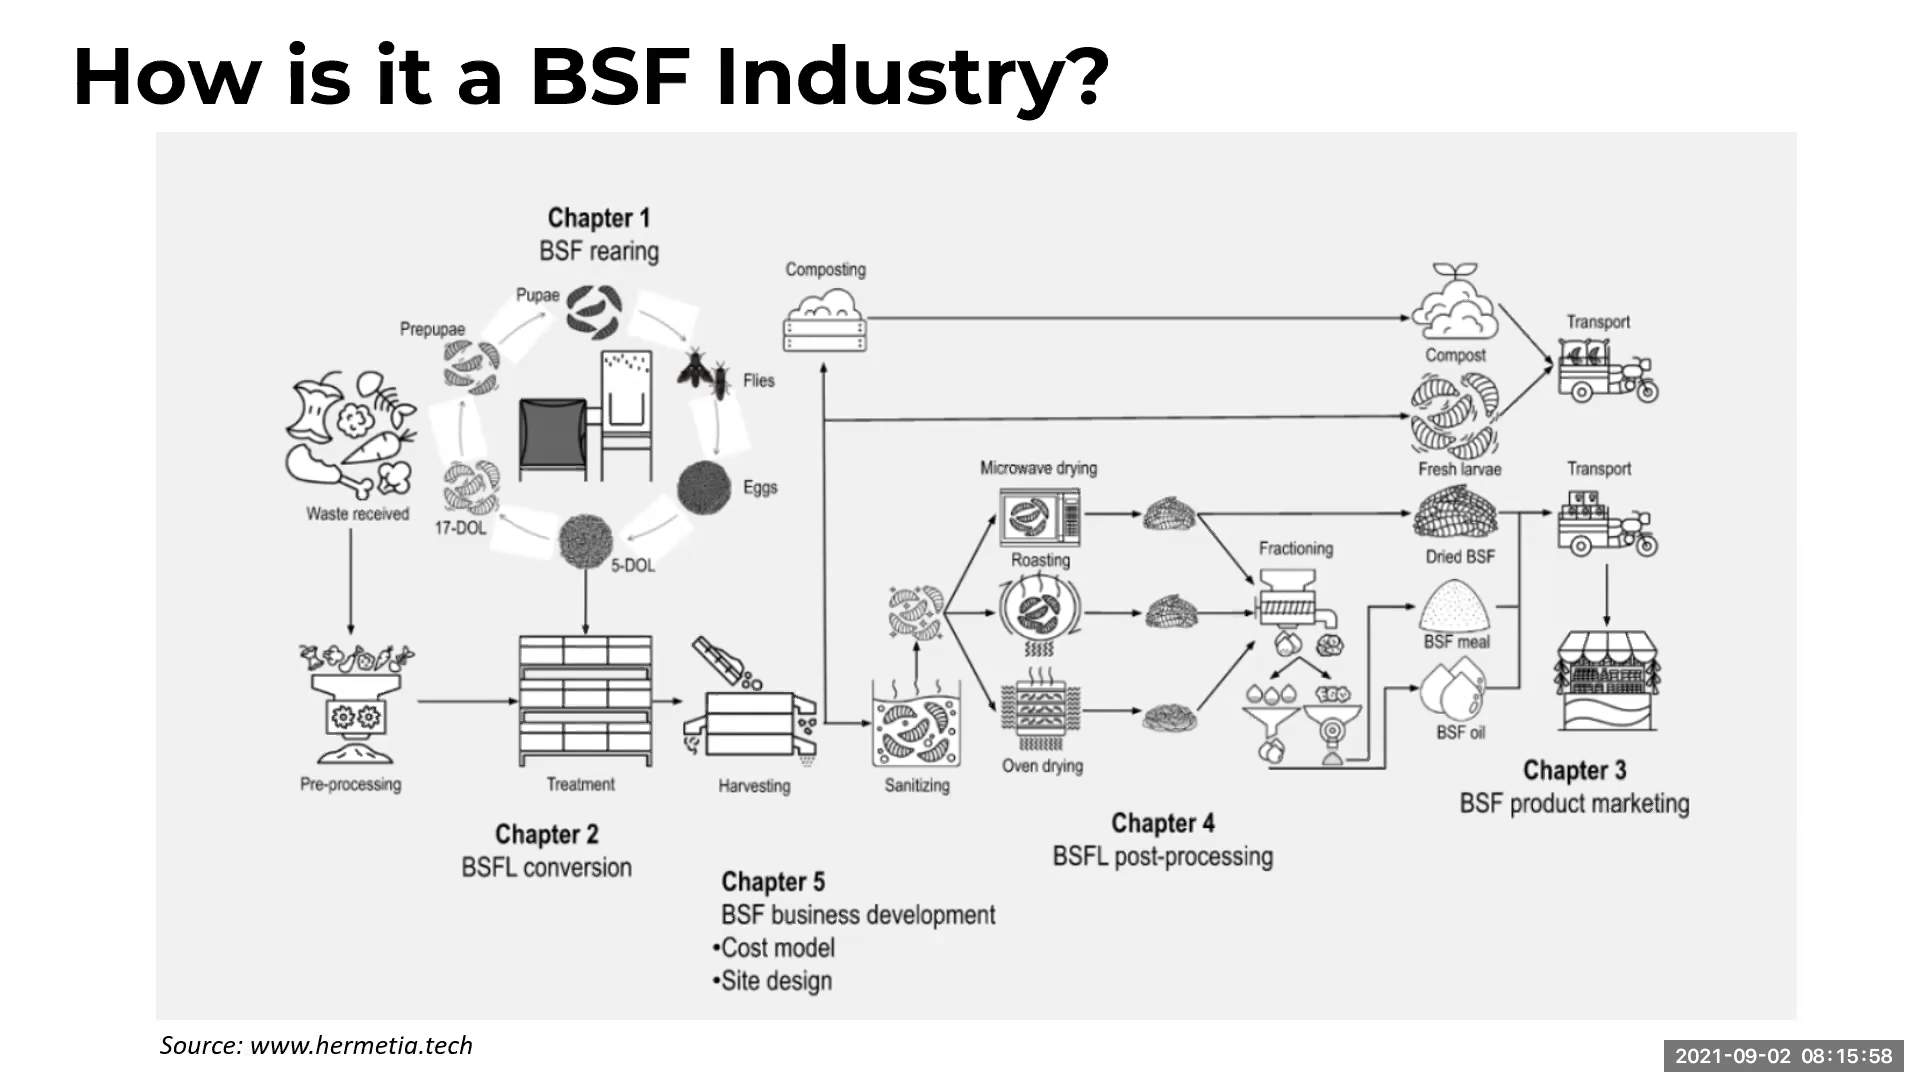 How is it a BSF Industry?
Chapter 1
BSF rearing
Pupae
Prepupae
Flies
Eggs
5-DOL
17-DOL
Waste received
Pre-processing
Treatment
Harvesting
Chapter 2
BSFL conversion
Composting
Sanitizing
Microwave drying
Roasting
Oven drying
Fractioning
Chapter 4
BSFL post-processing
Compost
Fresh larvae
Dried BSF
BSF meal
BSF oil
Transport
Transport
Chapter 3
BSF product marketing
Chapter 5
BSF business development
•Cost model
•Site design
Source: www.hermetia.tech
2021-09-02 08:15:58